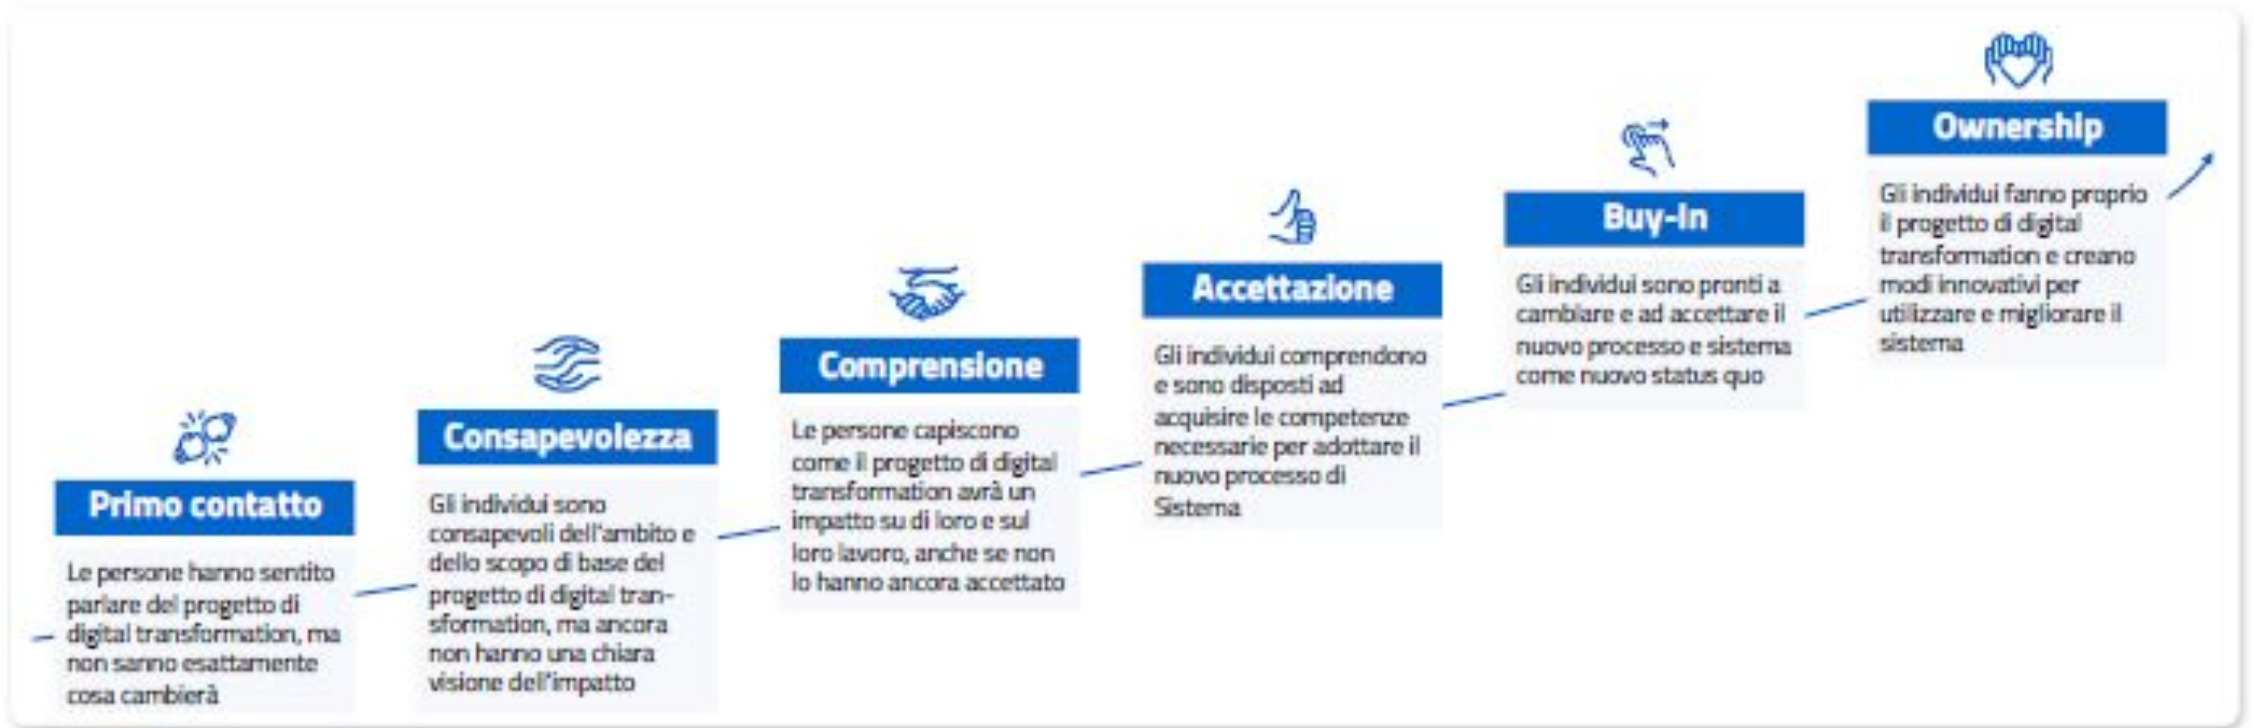 Primo contatto
Le persone hanno sentito
parlare del progetto di
digital transformation, ma
non sanno esattamente
cosa cambierà
Consapevolezza
Gli individui sono
consapevoli dell'ambito e
dello scopo di base del
progetto di digital tran-
sformation, ma ancora
non hanno una chiara
visione dell'impatto
Comprensione
Le persone capiscono
come il progetto di digital
transformation avrà un
impatto su di loro e sul
loro lavoro, anche se non
lo hanno ancora accettato
Accettazione
Gli individui comprendono
e sono disposti ad
acquisire le competenze
necessarie per adottare il
nuovo processo di
Sistema
Buy-in
Gli individui sono pronti a
cambiare e ad accettare il
nuovo processo e sistema
come nuovo status quo
Ownership
Gli individui fanno proprio
il progetto di digital
transformation e creano
modi innovativi per
utilizzare e migliorare il
sistema